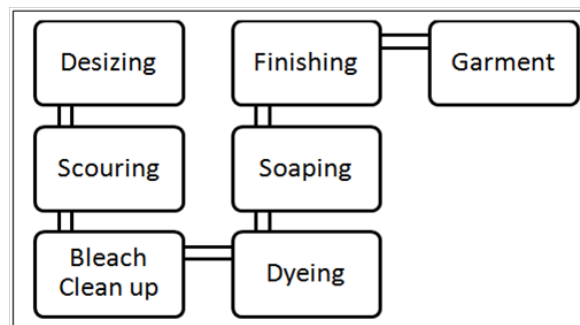 Desizing
Scouring
Bleach
Clean up
Dyeing
Soaping
Finishing
Garment